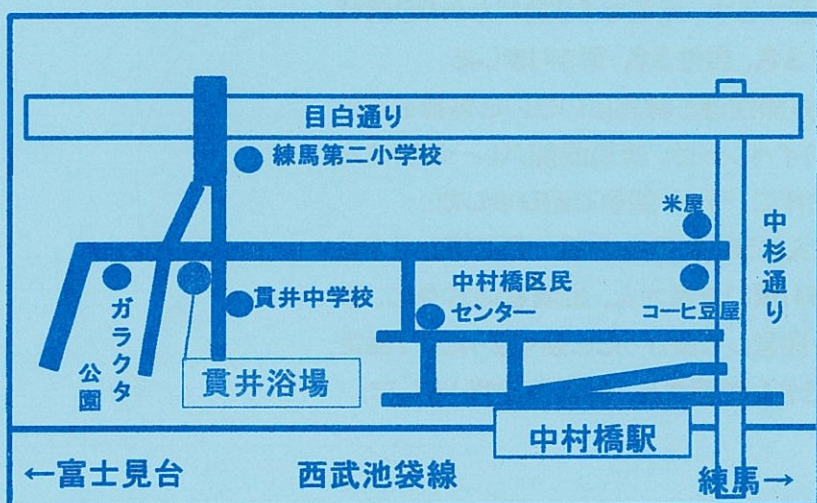 目白通り
練馬第二小学校
米屋
中杉通り
ガラクタ
公園
貫井中学校
中村橋区民
センター
コーヒ豆屋
貫井浴場
中村橋駅
←富士見台
西武池袋線
練馬→